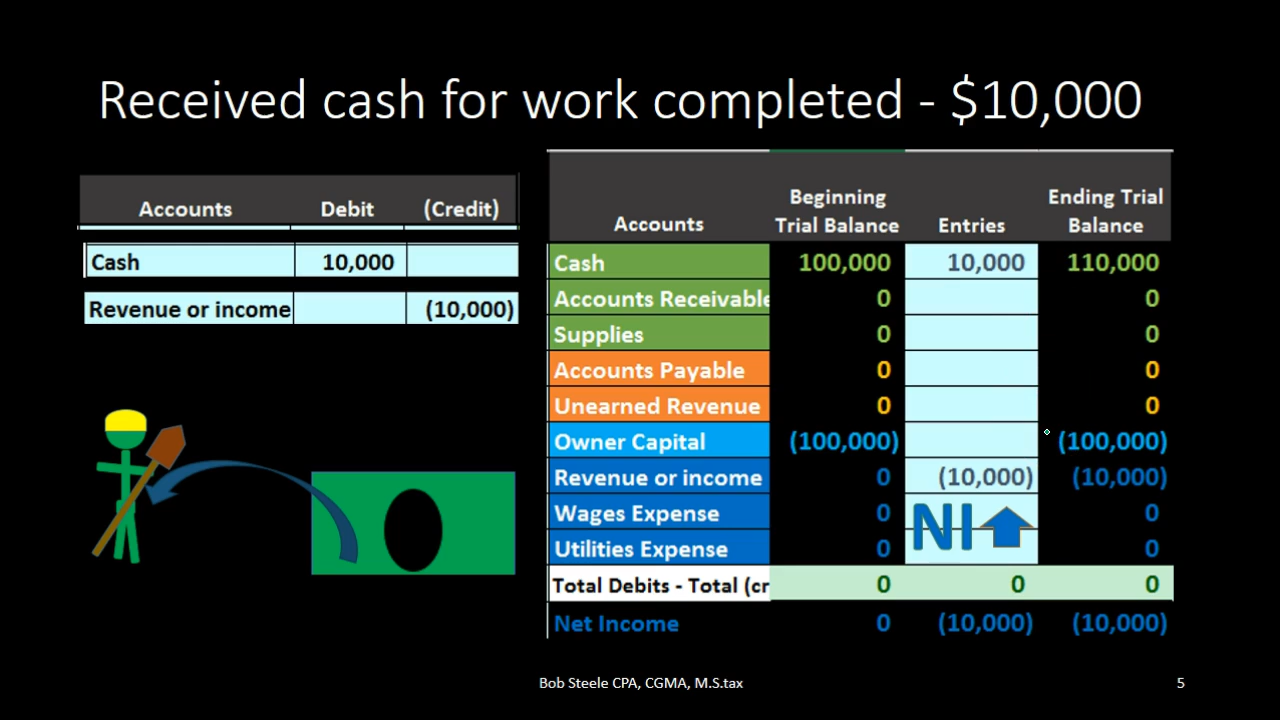 Received cash for work completed - $10,000
Accounts Debit (Credit)
Cash 10,000
Revenue or income (10,000)
Accounts Beginning Trial Balance Entries Ending Trial Balance
Cash 100,000 10,000 110,000
Accounts Receivable 0 0
Supplies 0 0
Accounts Payable 0 0
Unearned Revenue 0 0
Owner Capital (100,000) (100,000)
Revenue or income 0 (10,000) (10,000)
Wages Expense 0 0
NI
Utilities Expense 0 0
Total Debits - Total (cr 0 0 0
Net Income 0 (10,000) (10,000)
Bob Steele CPA, CGMA, M.S.tax 5